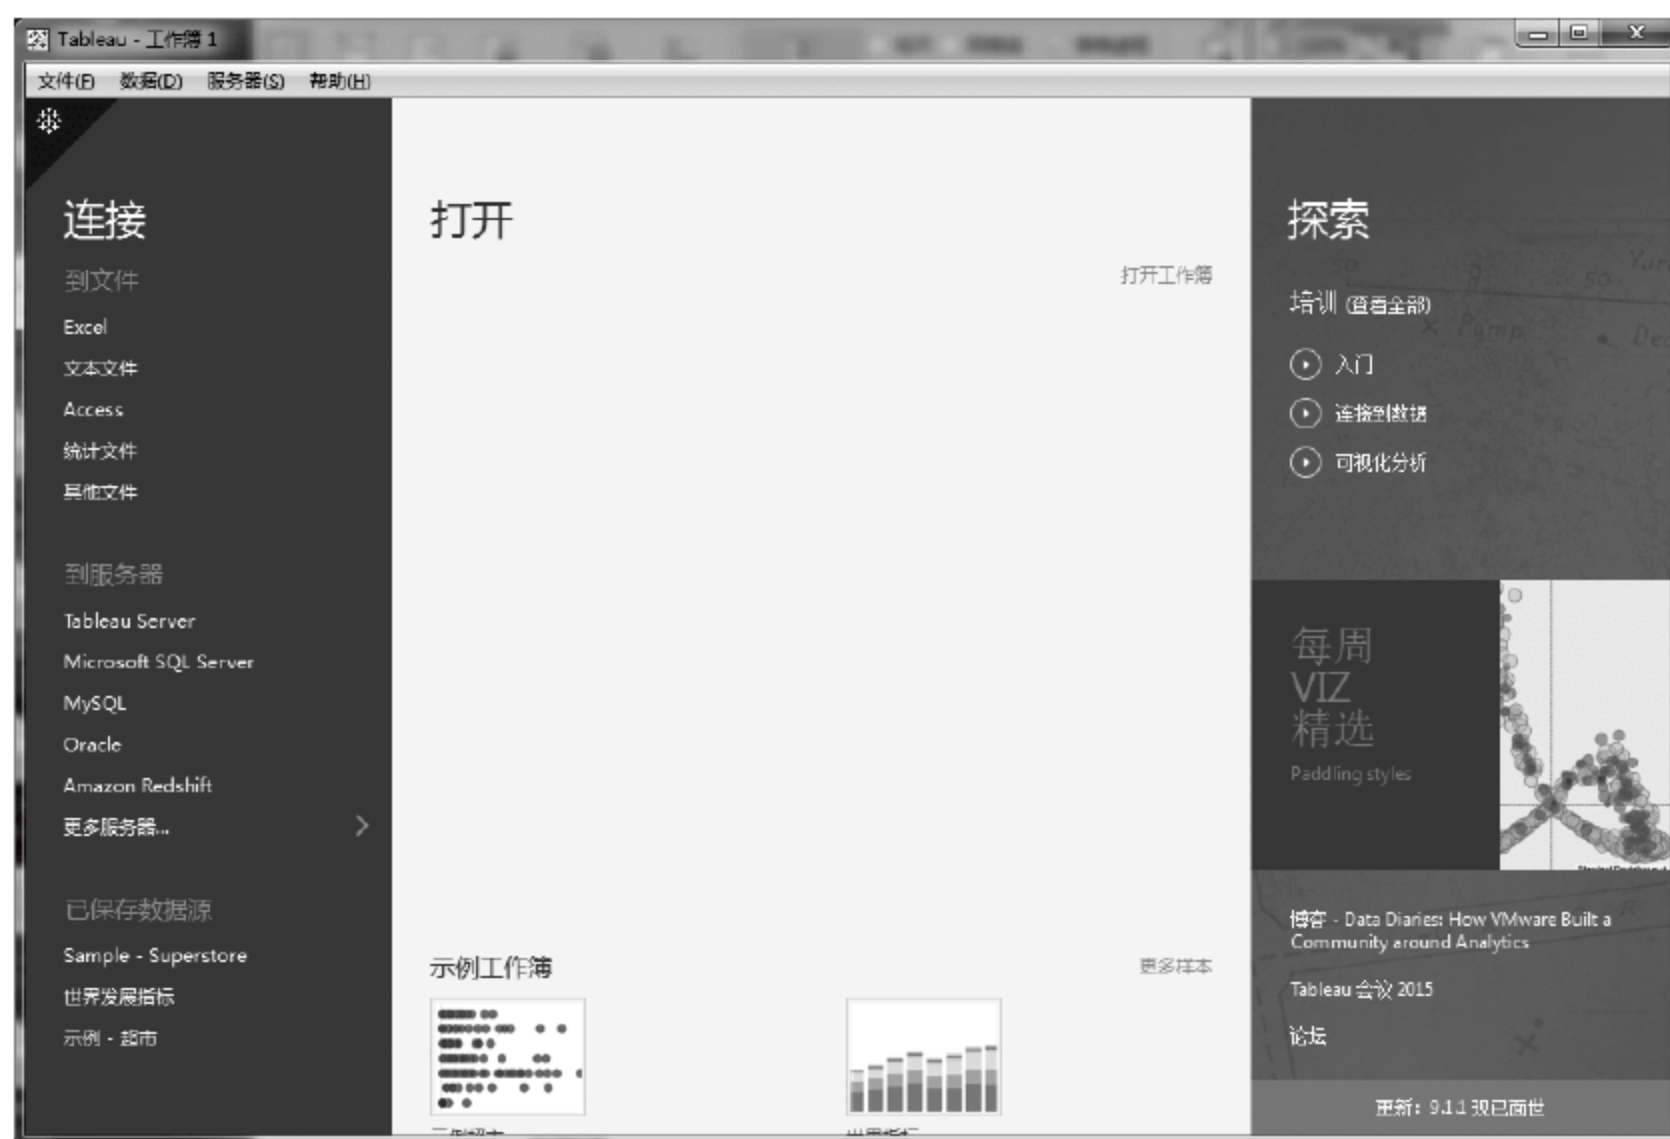 Tableau - 工作簿 1
文件(F) 数据(D) 服务器(S) 帮助(H)
连接
到文件
Excel
文本文件
Access
统计文件
其他文件
到服务器
Tableau Server
Microsoft SQL Server
MySQL
Oracle
Amazon Redshift
更多服务器...
已保存数据源
Sample - Superstore
世界发展指标
示例 - 超市
打开
打开工作簿
示例工作簿
更多样本
探索
培训 (查看全部)
入门
连接到数据
可视化分析
每周
VIZ
精选
Paddling styles
博客 - Data Diaries: How VMware Built a
Community around Analytics
Tableau 会议 2015
论坛
更新：9.1.1 现已面世